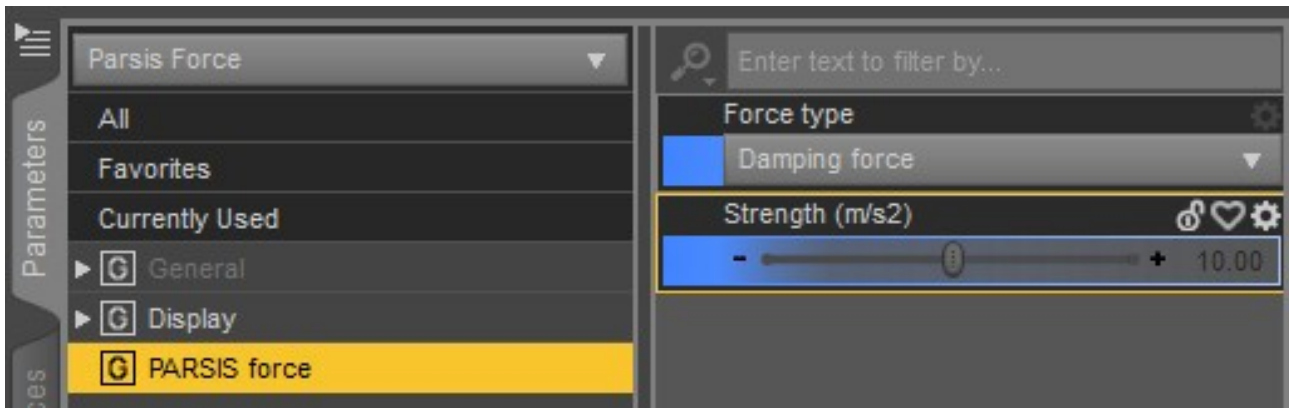 Parsis Force
All
Favorites
Currently Used
G General
G Display
G PARSIS force
Parameters
Enter text to filter by...
Force type
Damping force
Strength (m/s2)
- + 10.00